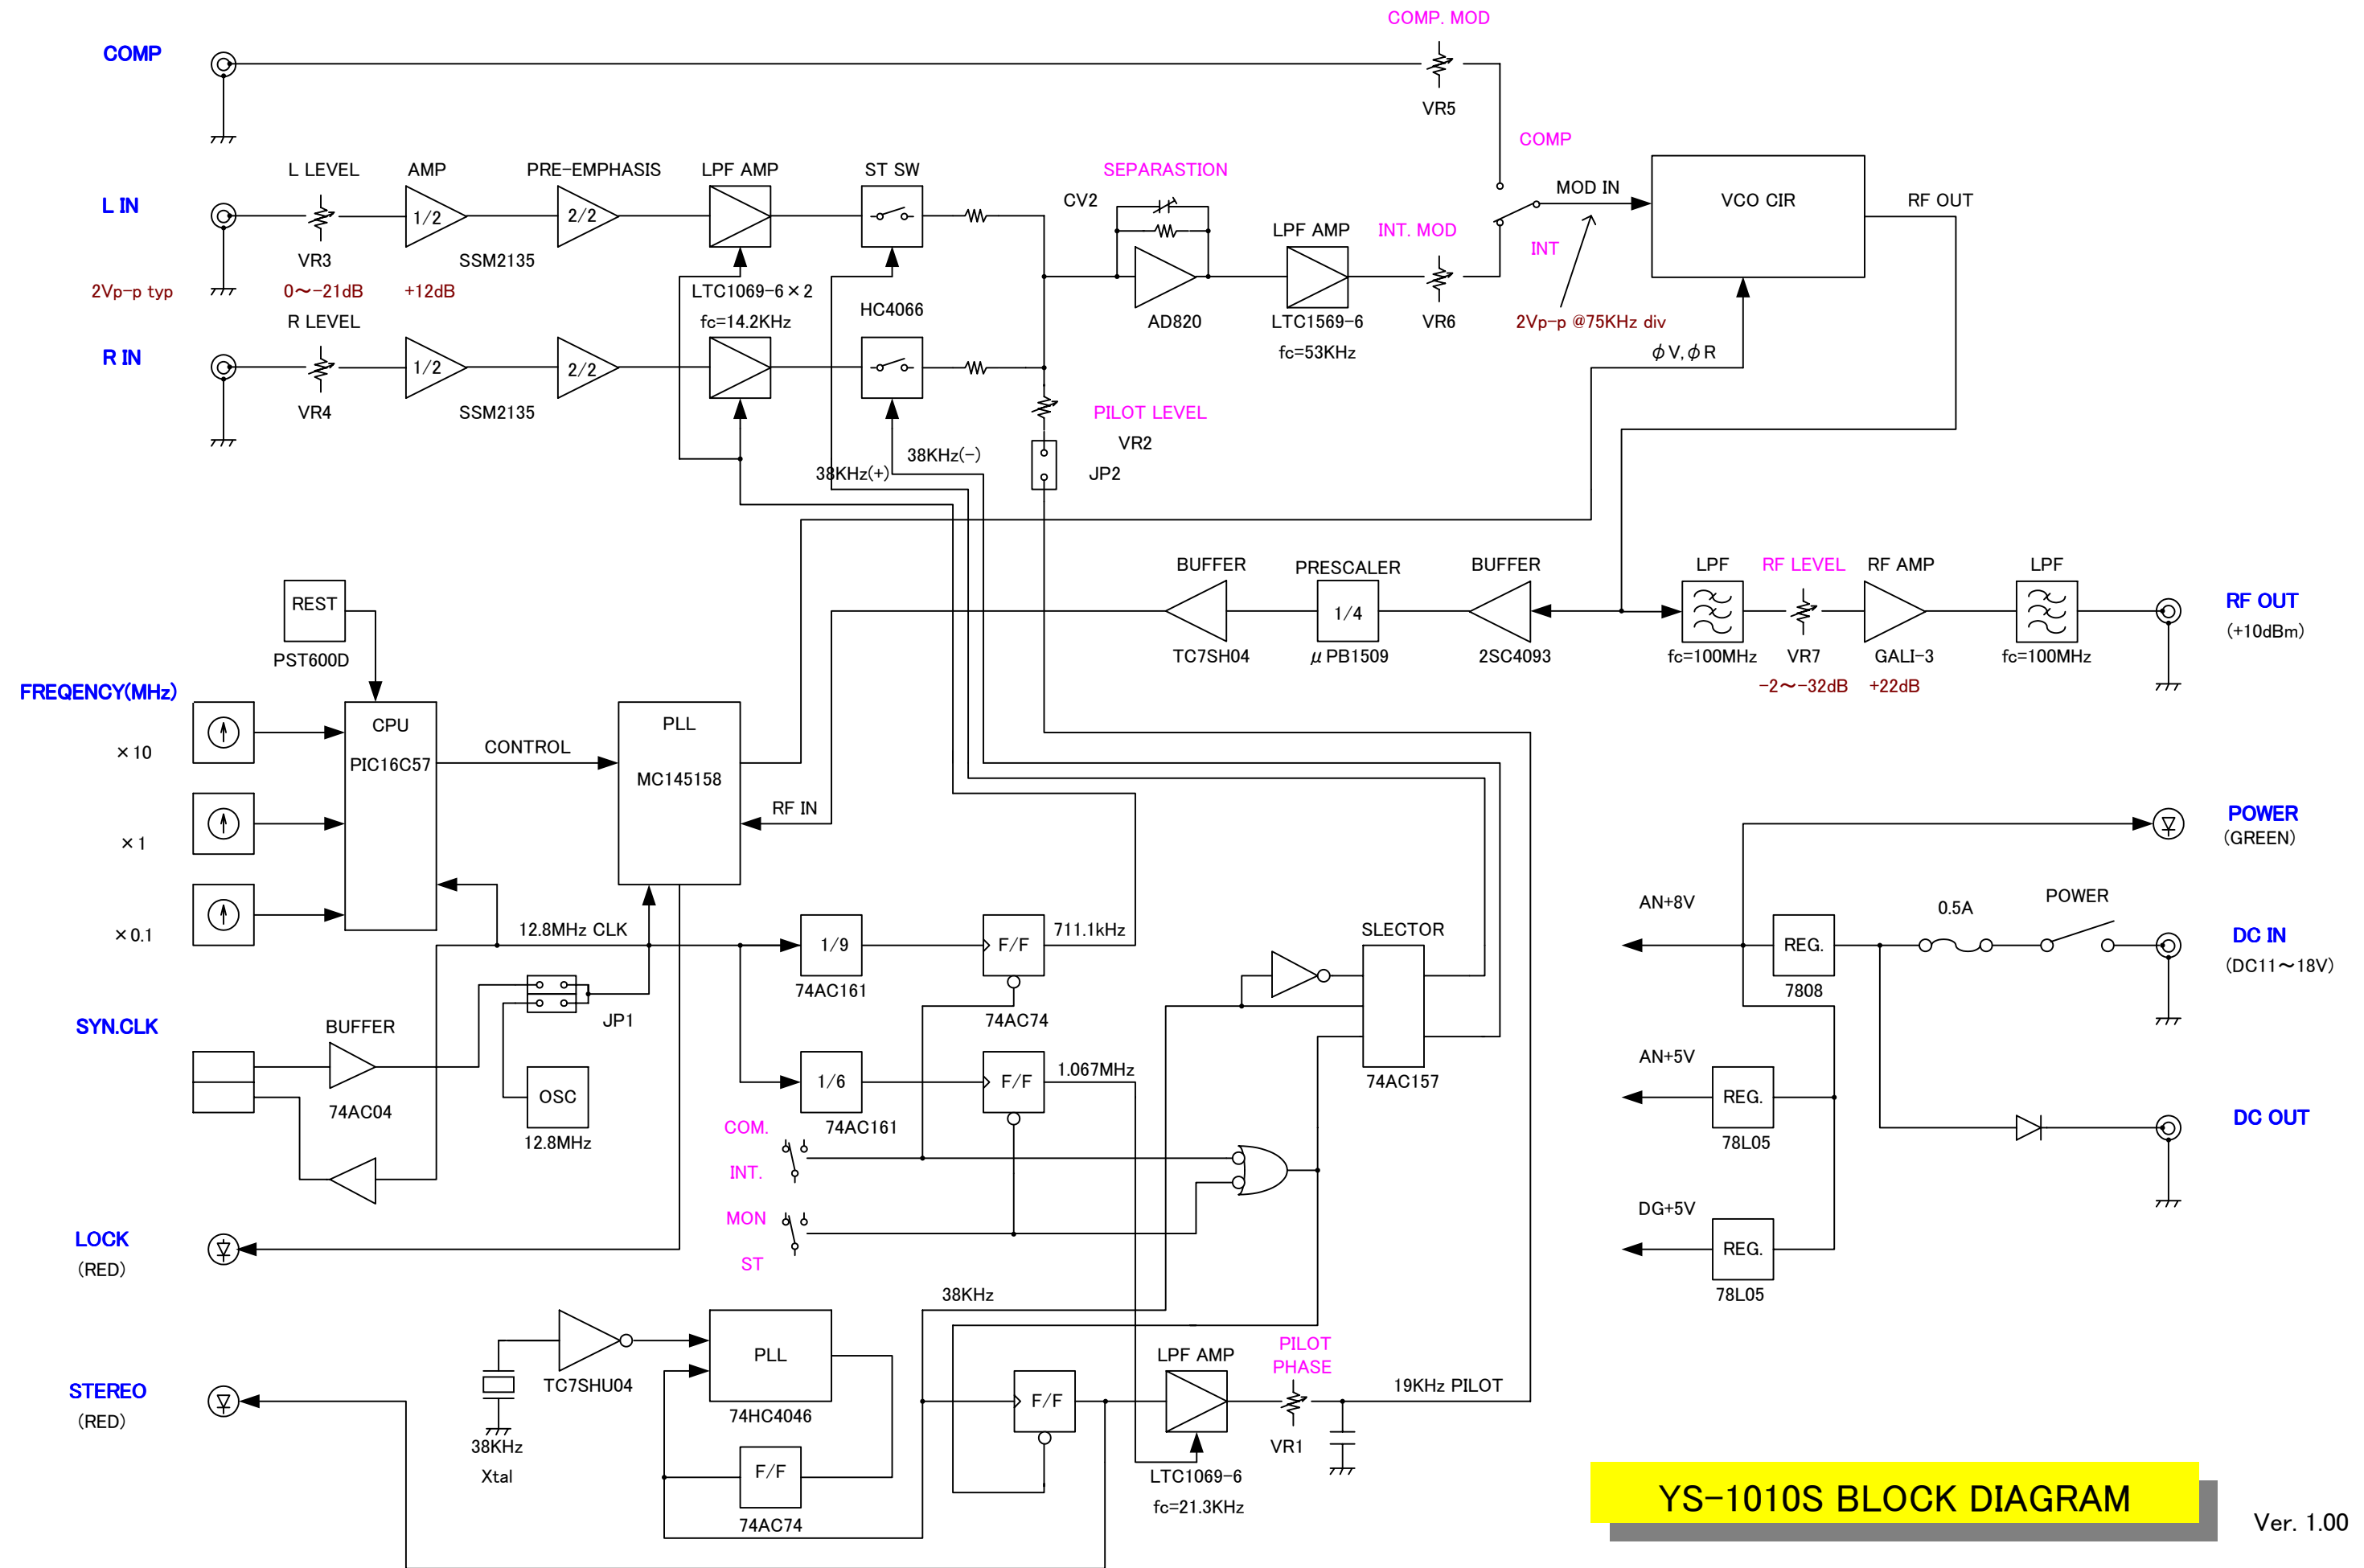 COMP. MOD
COMP
VR5
COMP
L LEVEL
AMP
PRE-EMPHASIS
LPF AMP
ST SW
SEPARASTION
MOD IN
VCO CIR
RF OUT
L IN
1/2
2/2
CV2
LPF AMP
INT. MOD
INT
VR3
SSM2135
2Vp-p typ
0～-21dB
+12dB
LTC1069-6×2
HC4066
R LEVEL
fc=14.2KHz
AD820
LTC1569-6
VR6
2Vp-p @75KHz div
fc=53KHz
φV,φR
R IN
1/2
2/2
VR4
SSM2135
PILOT LEVEL
VR2
38KHz(-)
38KHz(+)
JP2
BUFFER
PRESCALER
BUFFER
LPF
RF LEVEL
RF AMP
LPF
REST
1/4
RF OUT
(+10dBm)
PST600D
TC7SH04
μPB1509
2SC4093
fc=100MHz
VR7
GALI-3
fc=100MHz
-2～-32dB
+22dB
FREQENCY(MHz)
CPU
PLL
×10
PIC16C57
CONTROL
MC145158
RF IN
×1
POWER
(GREEN)
×0.1
12.8MHz CLK
1/9
F/F
711.1kHz
SLECTOR
AN+8V
0.5A
POWER
REG.
DC IN
(DC11～18V)
74AC161
7808
JP1
74AC74
SYN.CLK
BUFFER
1/6
F/F
1.067MHz
AN+5V
74AC157
OSC
REG.
74AC04
12.8MHz
74AC161
COM.
78L05
DC OUT
INT.
MON
DG+5V
LOCK
(RED)
ST
REG.
78L05
38KHz
PLL
LPF AMP
PILOT
PHASE
STEREO
(RED)
TC7SHU04
74HC4046
F/F
19KHz PILOT
38KHz
Xtal
F/F
VR1
LTC1069-6
fc=21.3KHz
74AC74
YS-1010S BLOCK DIAGRAM
Ver. 1.00